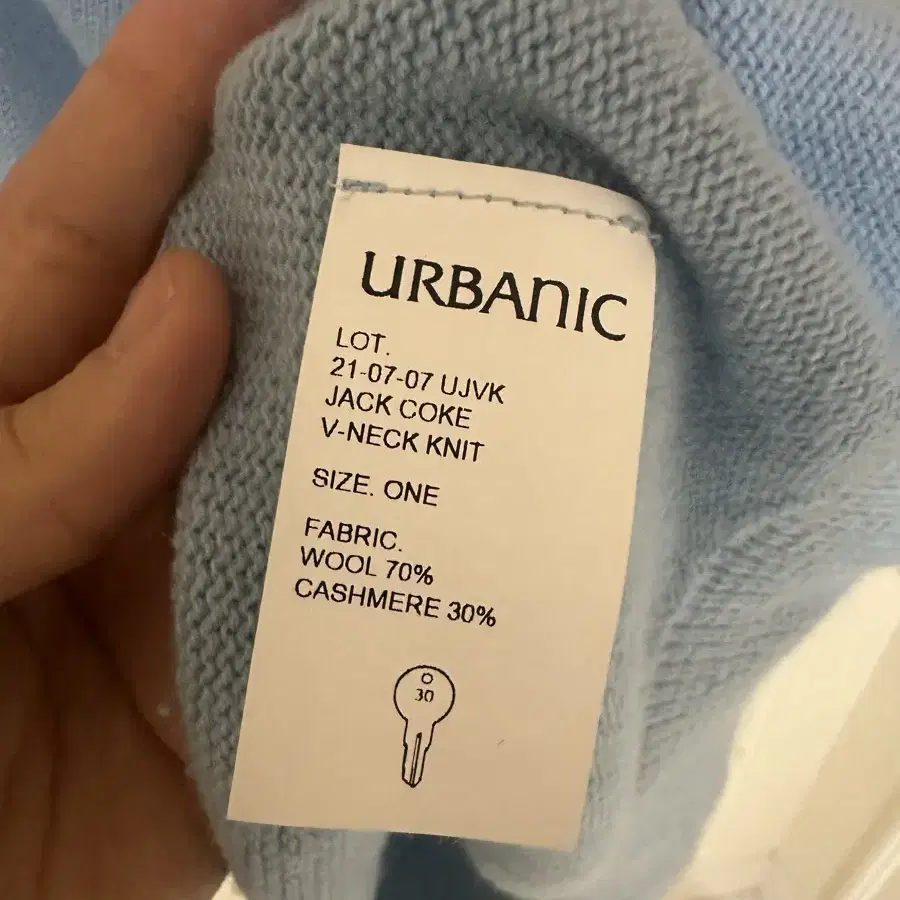 URBANIC
LOT.
21-07-07 UJVK
JACK COKE
V-NECK KNIT
SIZE. ONE
FABRIC.
WOOL 70%
CASHMERE 30%
30